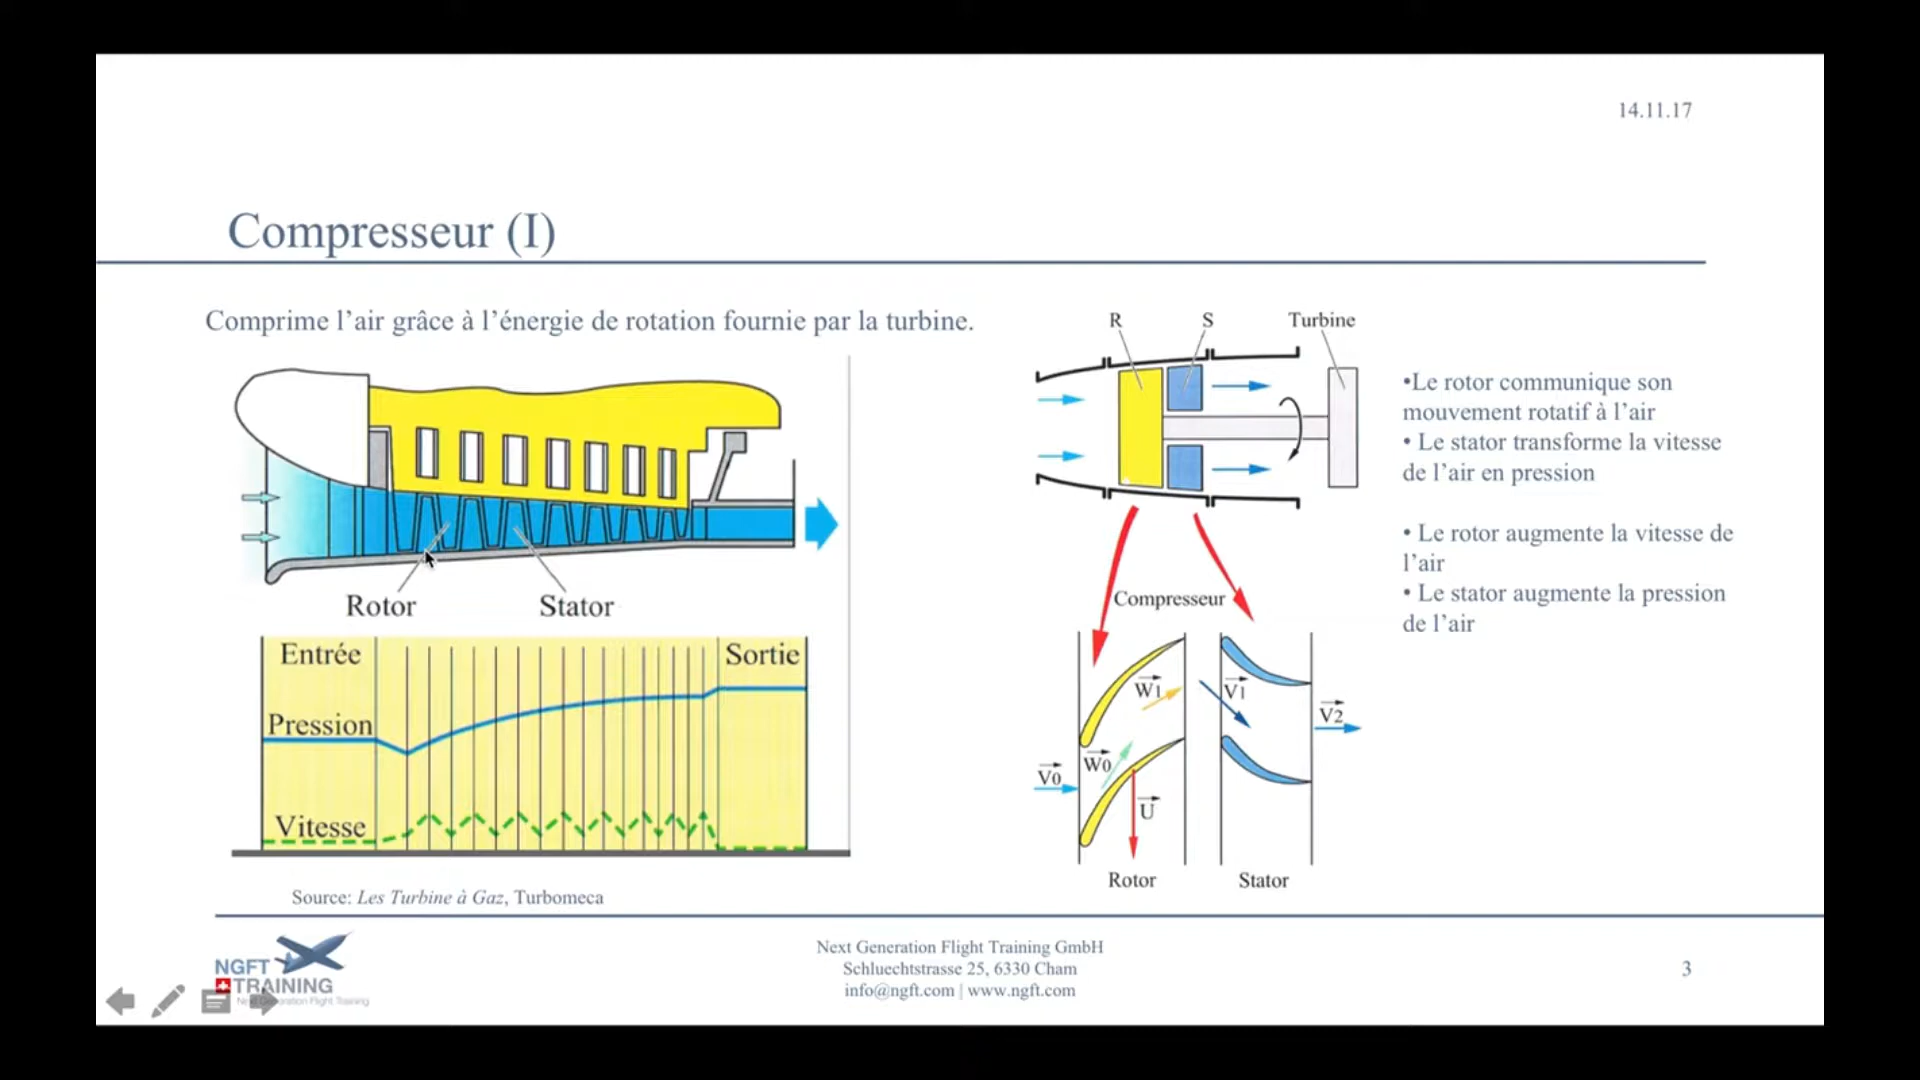 14.11.17
Compresseur (I)
Comprime l’air grâce à l’énergie de rotation fournie par la turbine.
Rotor
Stator
Entrée
Sortie
Pression
Vitesse
Source: Les Turbine à Gaz, Turbomeca
R
S
Turbine
Compresseur
W1
V1
V2
W0
V0
U
Rotor
Stator
•Le rotor communique son
mouvement rotatif à l’air
• Le stator transforme la vitesse
de l’air en pression
• Le rotor augmente la vitesse de
l’air
• Le stator augmente la pression
de l’air
NGFT
TRAINING
Next Generation Flight Training
Next Generation Flight Training GmbH
Schluechtstrasse 25, 6330 Cham
info@ngft.com | www.ngft.com
3